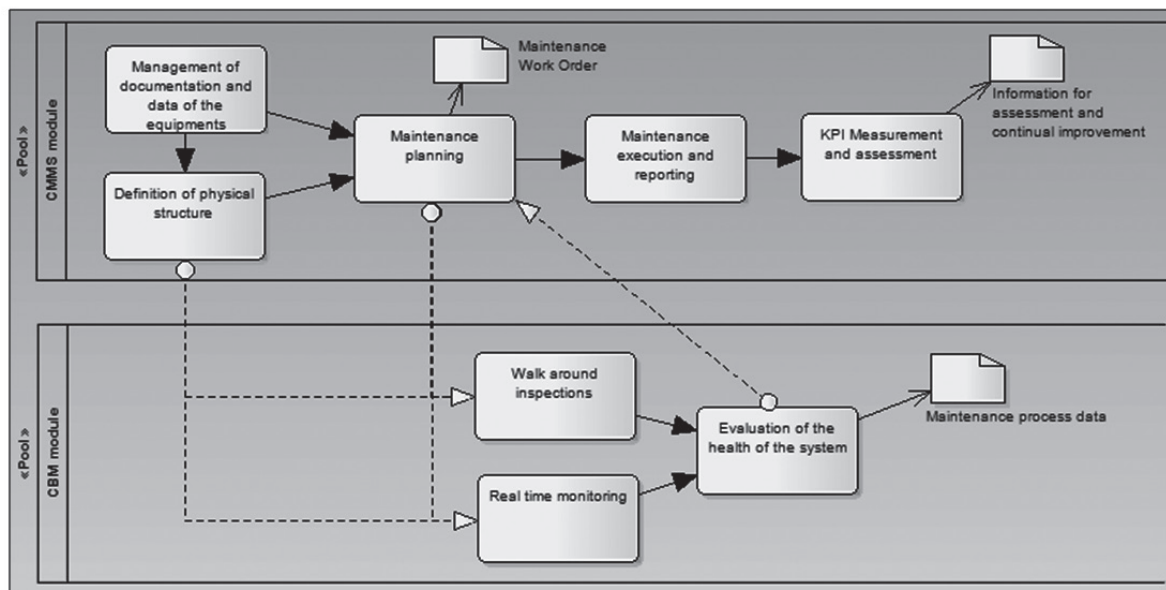 «Pool»
CMMS module
Management of
documentation and
data of the
equipments
Definition of physical
structure
Maintenance
planning
Maintenance
Work Order
Maintenance
execution and
reporting
KPI Measurement
and assessment
Information for
assessment and
continual improvement
«Pool»
CBM module
Walk around
inspections
Real time monitoring
Evaluation of the
health of the system
Maintenance process data